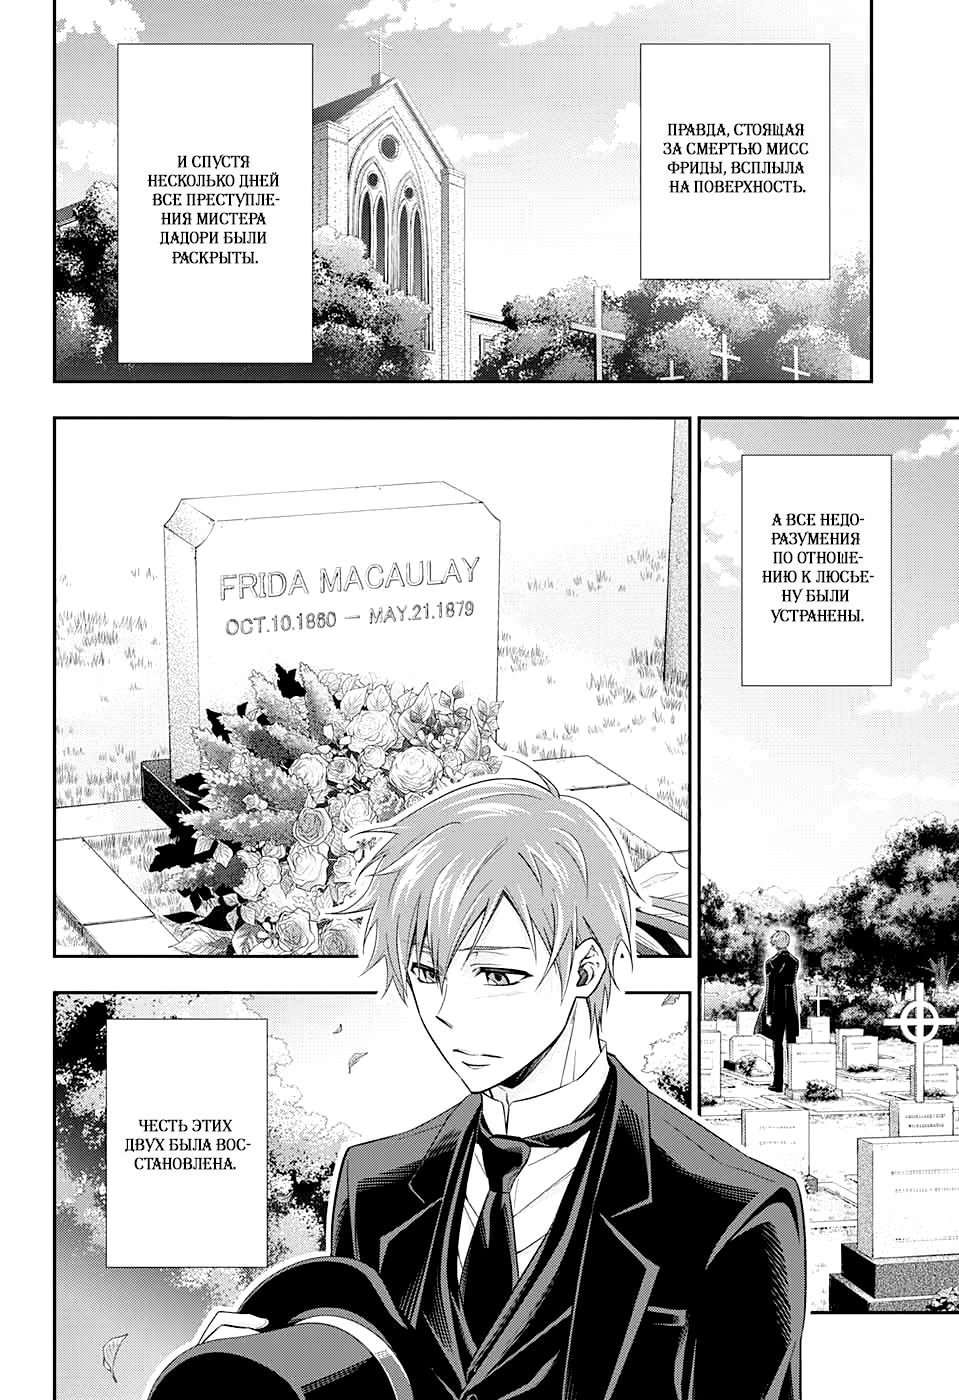 ПРАВДА, СТОЯЩАЯ
ЗА СМЕРТЬЮ МИСС
ФРИДЫ, ВСПЛЫЛА
НА ПОВЕРХНОСТЬ.
И СПУСТЯ
НЕСКОЛЬКО ДНЕЙ
ВСЕ ПРЕСТУПЛЕ-
НИЯ МИСТЕРА
ДАДОРИ БЫЛИ
РАСКРЫТЫ.
А ВСЕ НЕДО-
РАЗУМЕНИЯ
ПО ОТНОШЕ-
НИЮ К ЛЮСЬЕ-
НУ БЫЛИ
УСТРАНЕНЫ.
FRIDA MACAULAY
OCT.10.1860 — MAY.21.1879
ЧЕСТЬ ЭТИХ
ДВУХ БЫЛА ВОС-
СТАНОВЛЕНА.